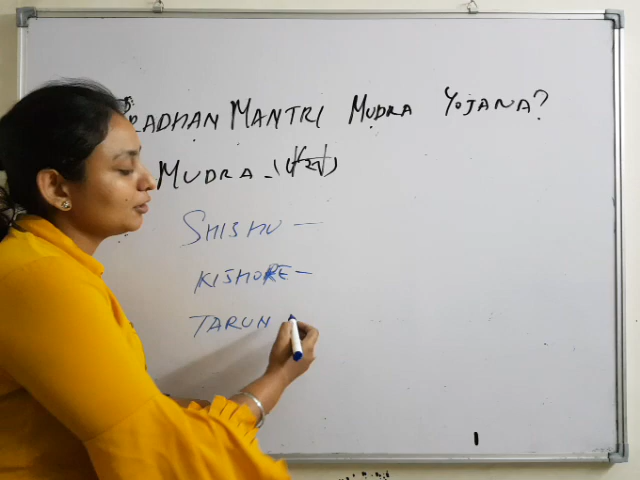 PRADHAN MANTRI MUDRA YOJANA?
MUDRA -
SHISHU -
KISHORE -
TARUN